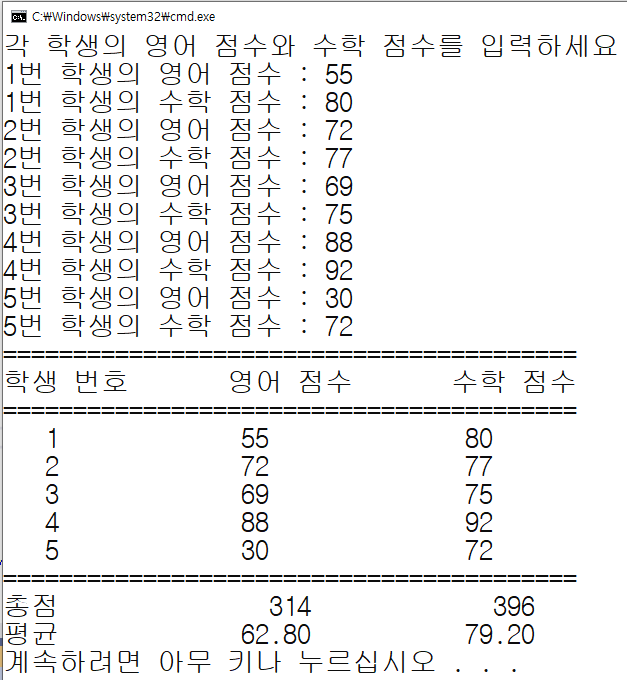 C:₩Windows₩system32₩cmd.exe
각 학생의 영어 점수와 수학 점수를 입력하세요
1번 학생의 영어 점수 : 55
1번 학생의 수학 점수 : 80
2번 학생의 영어 점수 : 72
2번 학생의 수학 점수 : 77
3번 학생의 영어 점수 : 69
3번 학생의 수학 점수 : 75
4번 학생의 영어 점수 : 88
4번 학생의 수학 점수 : 92
5번 학생의 영어 점수 : 30
5번 학생의 수학 점수 : 72
=========================================
학생 번호 영어 점수 수학 점수
=========================================
1 55 80
2 72 77
3 69 75
4 88 92
5 30 72
=========================================
총점 314 396
평균 62.80 79.20
계속하려면 아무 키나 누르십시오 . . .